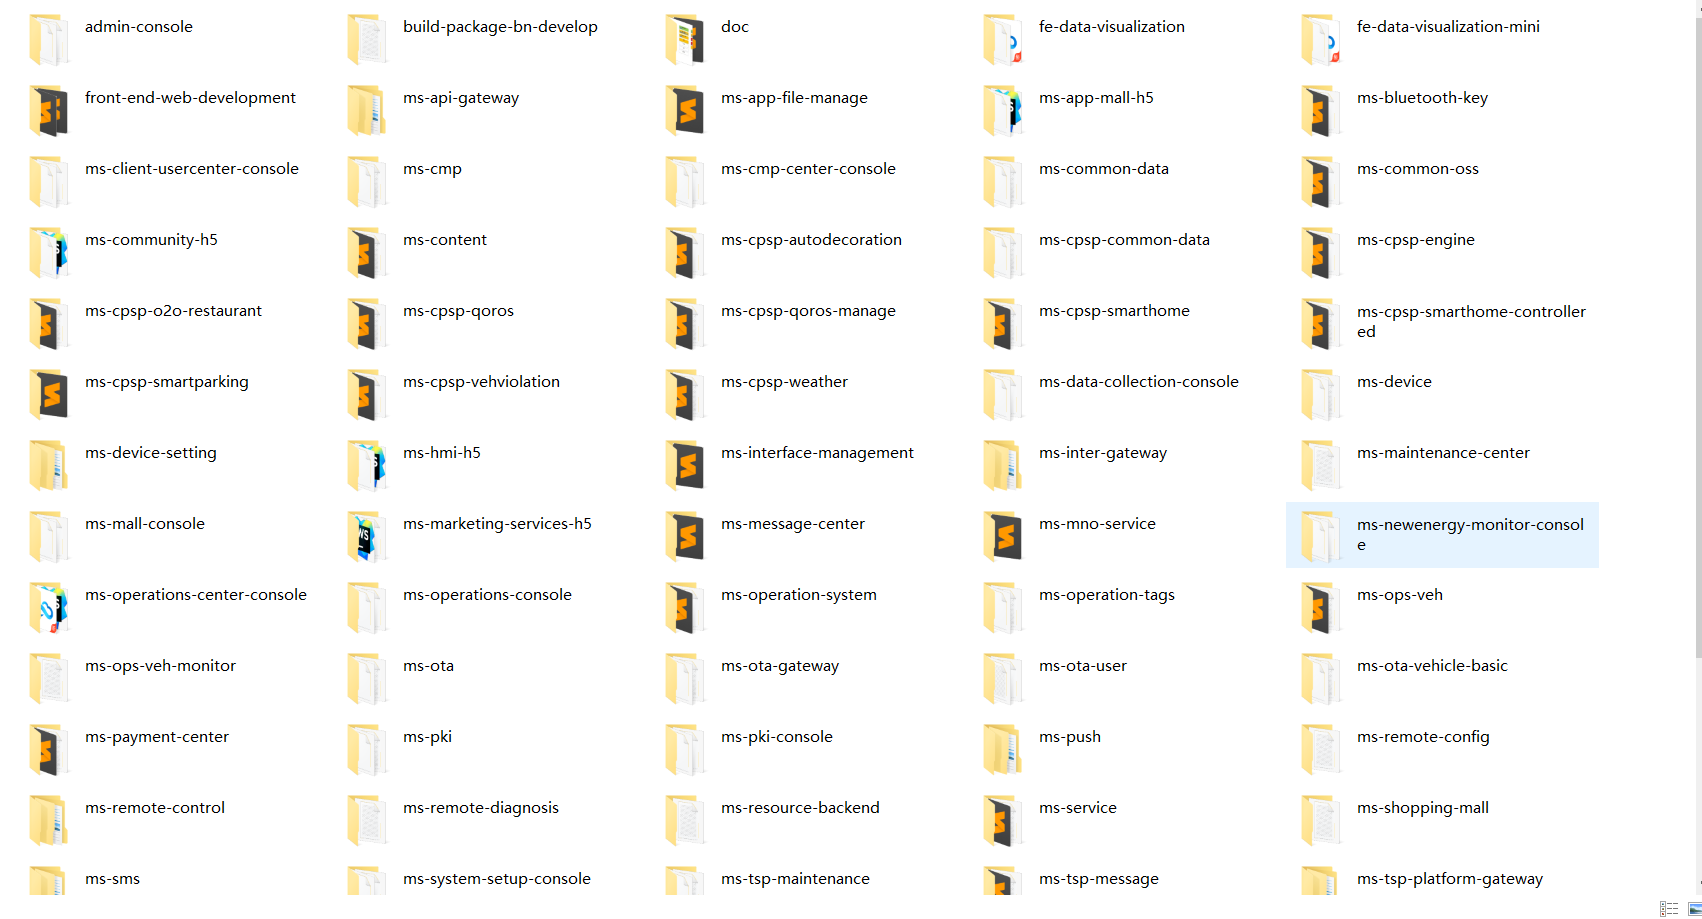 admin-console
build-package-bn-develop
doc
fe-data-visualization
fe-data-visualization-mini
front-end-web-development
ms-api-gateway
ms-app-file-manage
ms-app-mall-h5
ms-bluetooth-key
ms-client-usercenter-console
ms-cmp
ms-cmp-center-console
ms-common-data
ms-common-oss
ms-community-h5
ms-content
ms-cpsp-autodecoration
ms-cpsp-common-data
ms-cpsp-engine
ms-cpsp-o2o-restaurant
ms-cpsp-qoros
ms-cpsp-qoros-manage
ms-cpsp-smarthome
ms-cpsp-smarthome-controller
ed
ms-cpsp-smartparking
ms-cpsp-vehviolation
ms-cpsp-weather
ms-data-collection-console
ms-device
ms-device-setting
ms-hmi-h5
ms-interface-management
ms-inter-gateway
ms-maintenance-center
ms-mall-console
ms-marketing-services-h5
ms-message-center
ms-mno-service
ms-newenergy-monitor-consol
e
ms-operations-center-console
ms-operations-console
ms-operation-system
ms-operation-tags
ms-ops-veh
ms-ops-veh-monitor
ms-ota
ms-ota-gateway
ms-ota-user
ms-ota-vehicle-basic
ms-payment-center
ms-pki
ms-pki-console
ms-push
ms-remote-config
ms-remote-control
ms-remote-diagnosis
ms-resource-backend
ms-service
ms-shopping-mall
ms-sms
ms-system-setup-console
ms-tsp-maintenance
ms-tsp-message
ms-tsp-platform-gateway